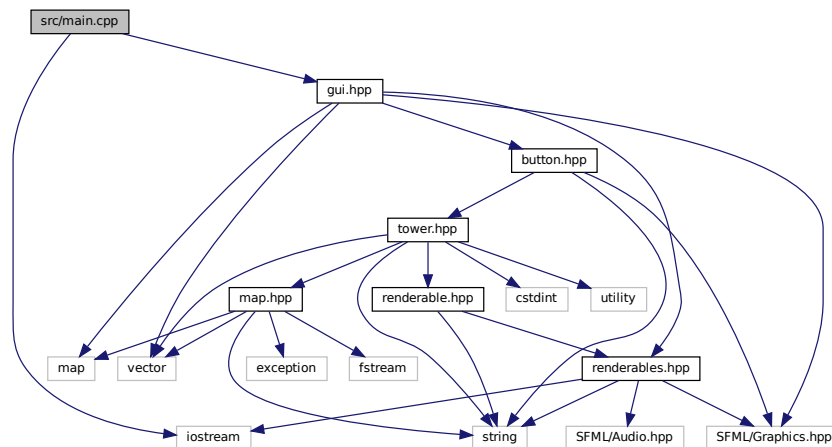 src/main.cpp
gui.hpp
button.hpp
tower.hpp
map.hpp
renderable.hpp
cstdint
utility
map
vector
exception
fstream
renderables.hpp
iostream
string
SFML/Audio.hpp
SFML/Graphics.hpp